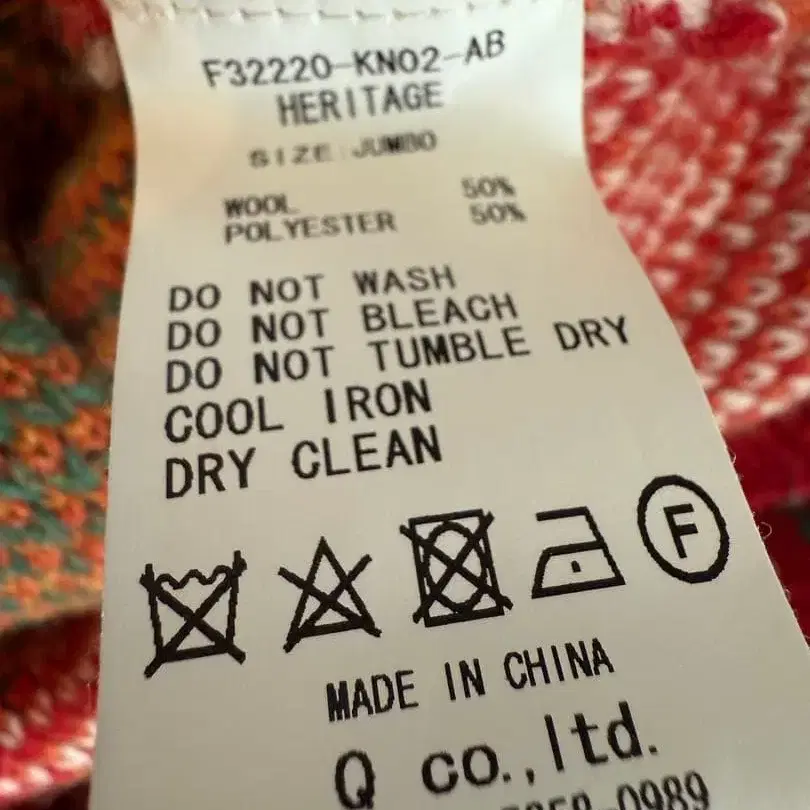 F32220-KN02-AB
HERITAGE
SIZE:JUMBO
WOOL 50%
POLYESTER 50%
DO NOT WASH
DO NOT BLEACH
DO NOT TUMBLE DRY
COOL IRON
DRY CLEAN
F
MADE IN CHINA
Q co.,ltd.
0989